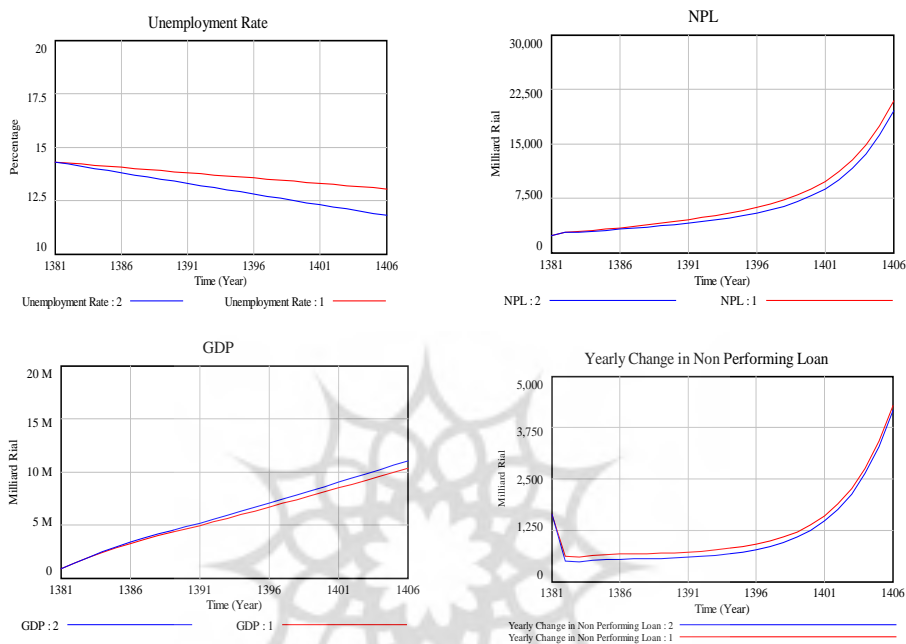 Unemployment Rate
20
17.5
15
12.5
10
Percentage
1381 1386 1391 1396 1401 1406
Time (Year)
Unemployment Rate : 2 Unemployment Rate : 1
NPL
30,000
22,500
15,000
7,500
0
Milliard Rial
1381 1386 1391 1396 1401 1406
Time (Year)
NPL : 2 NPL : 1
GDP
20 M
15 M
10 M
5 M
0
Milliard Rial
1381 1386 1391 1396 1401 1406
Time (Year)
GDP : 2 GDP : 1
Yearly Change in Non Performing Loan
5,000
3,750
2,500
1,250
0
Milliard Rial
1381 1386 1391 1396 1401 1406
Time (Year)
Yearly Change in Non Performing Loan : 2
Yearly Change in Non Performing Loan : 1